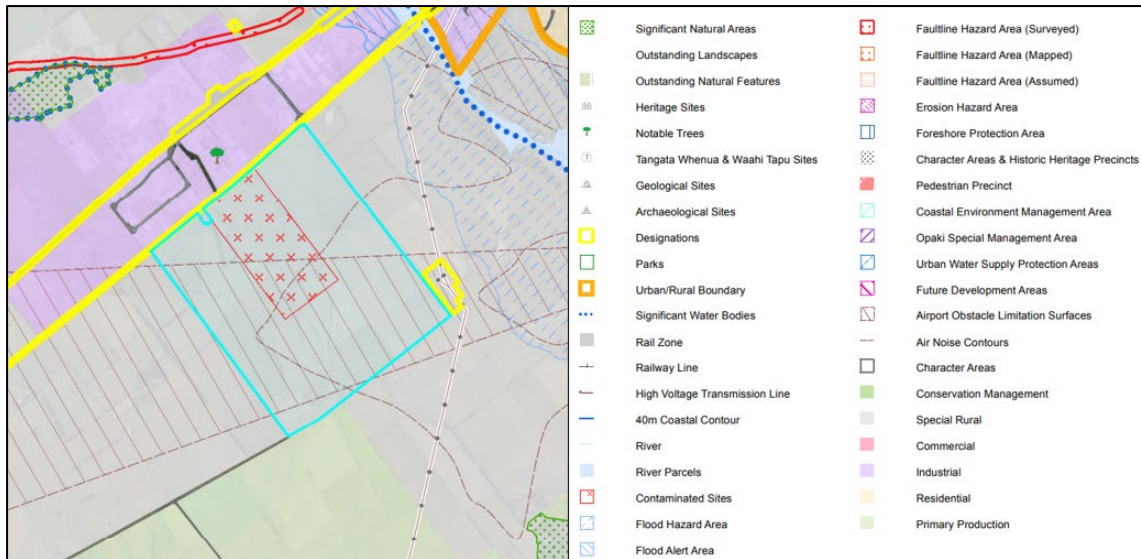 Significant Natural Areas
Outstanding Landscapes
Outstanding Natural Features
Heritage Sites
Notable Trees
Tangata Whenua & Waahi Tapu Sites
Geological Sites
Archaeological Sites
Designations
Parks
Urban/Rural Boundary
Significant Water Bodies
Rail Zone
Railway Line
High Voltage Transmission Line
40m Coastal Contour
River
River Parcels
Contaminated Sites
Flood Hazard Area
Flood Alert Area
Faultline Hazard Area (Surveyed)
Faultline Hazard Area (Mapped)
Faultline Hazard Area (Assumed)
Erosion Hazard Area
Foreshore Protection Area
Character Areas & Historic Heritage Precincts
Pedestrian Precinct
Coastal Environment Management Area
Opaki Special Management Area
Urban Water Supply Protection Areas
Future Development Areas
Airport Obstacle Limitation Surfaces
Air Noise Contours
Character Areas
Conservation Management
Special Rural
Commercial
Industrial
Residential
Primary Production